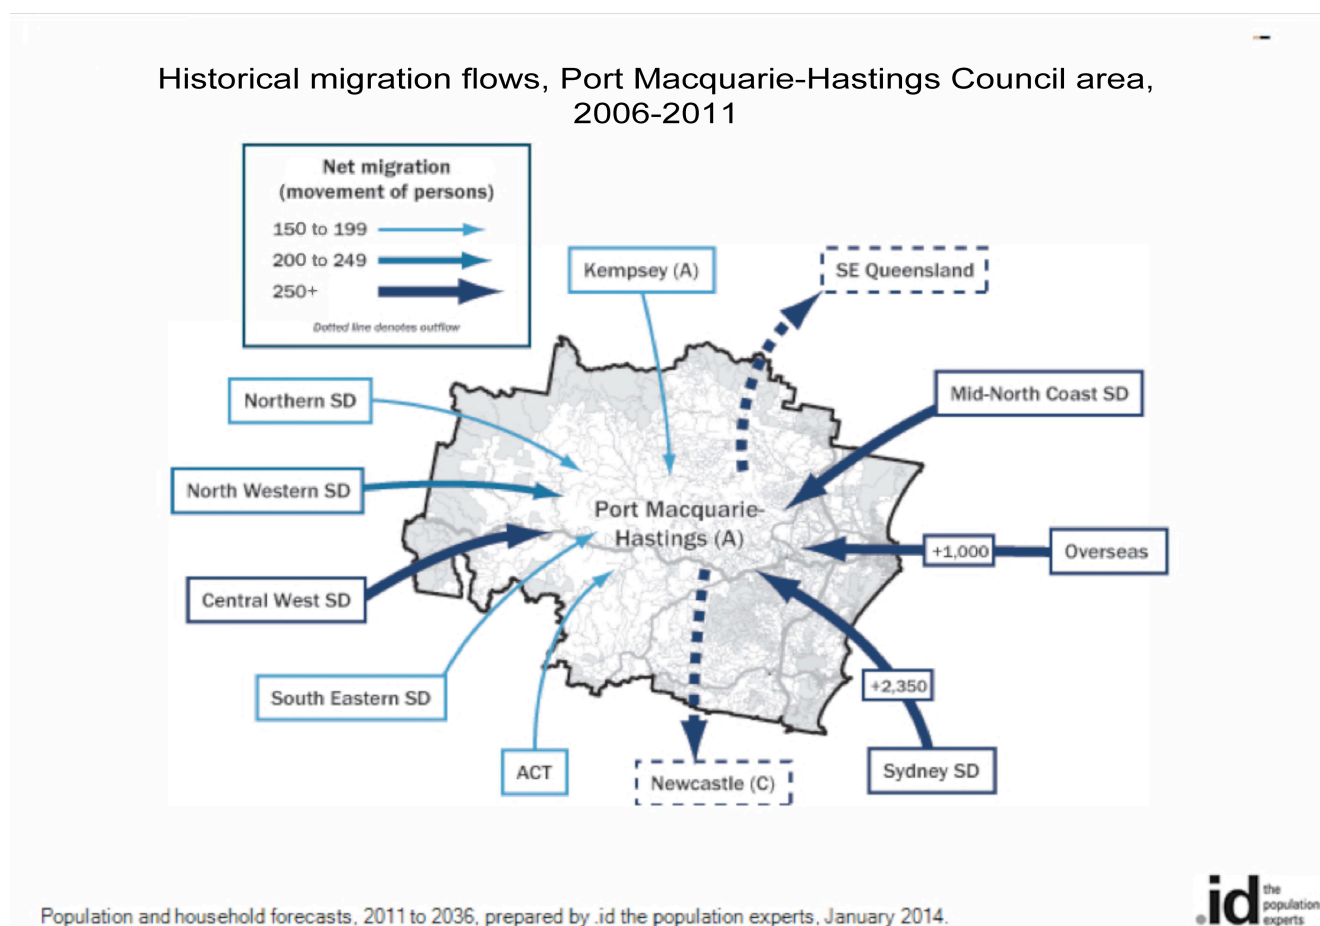 Historical migration flows, Port Macquarie-Hastings Council area,
2006-2011
Net migration
(movement of persons)
150 to 199
200 to 249
250+
Dotted line denotes outflow
Kempsey (A)
SE Queensland
Northern SD
Mid-North Coast SD
North Western SD
Port Macquarie-
Hastings (A)
+1,000
Overseas
Central West SD
South Eastern SD
+2,350
ACT
Newcastle (C)
Sydney SD
Population and household forecasts, 2011 to 2036, prepared by .id the population experts, January 2014.
.id the
population
experts